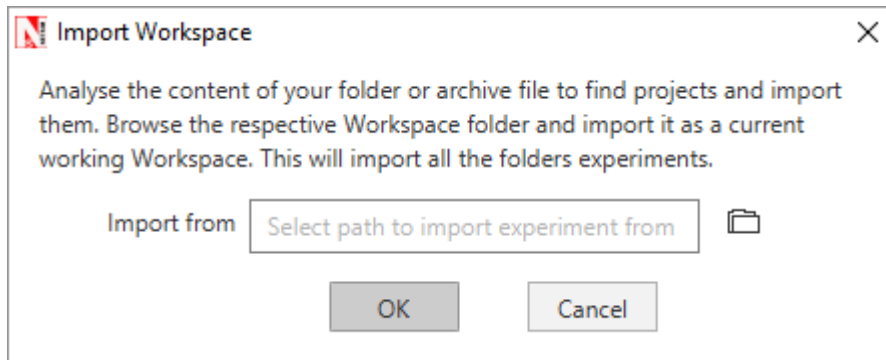 Import Workspace
Analyse the content of your folder or archive file to find projects and import
them. Browse the respective Workspace folder and import it as a current
working Workspace. This will import all the folders experiments.
Import from
Select path to import experiment from
OK
Cancel